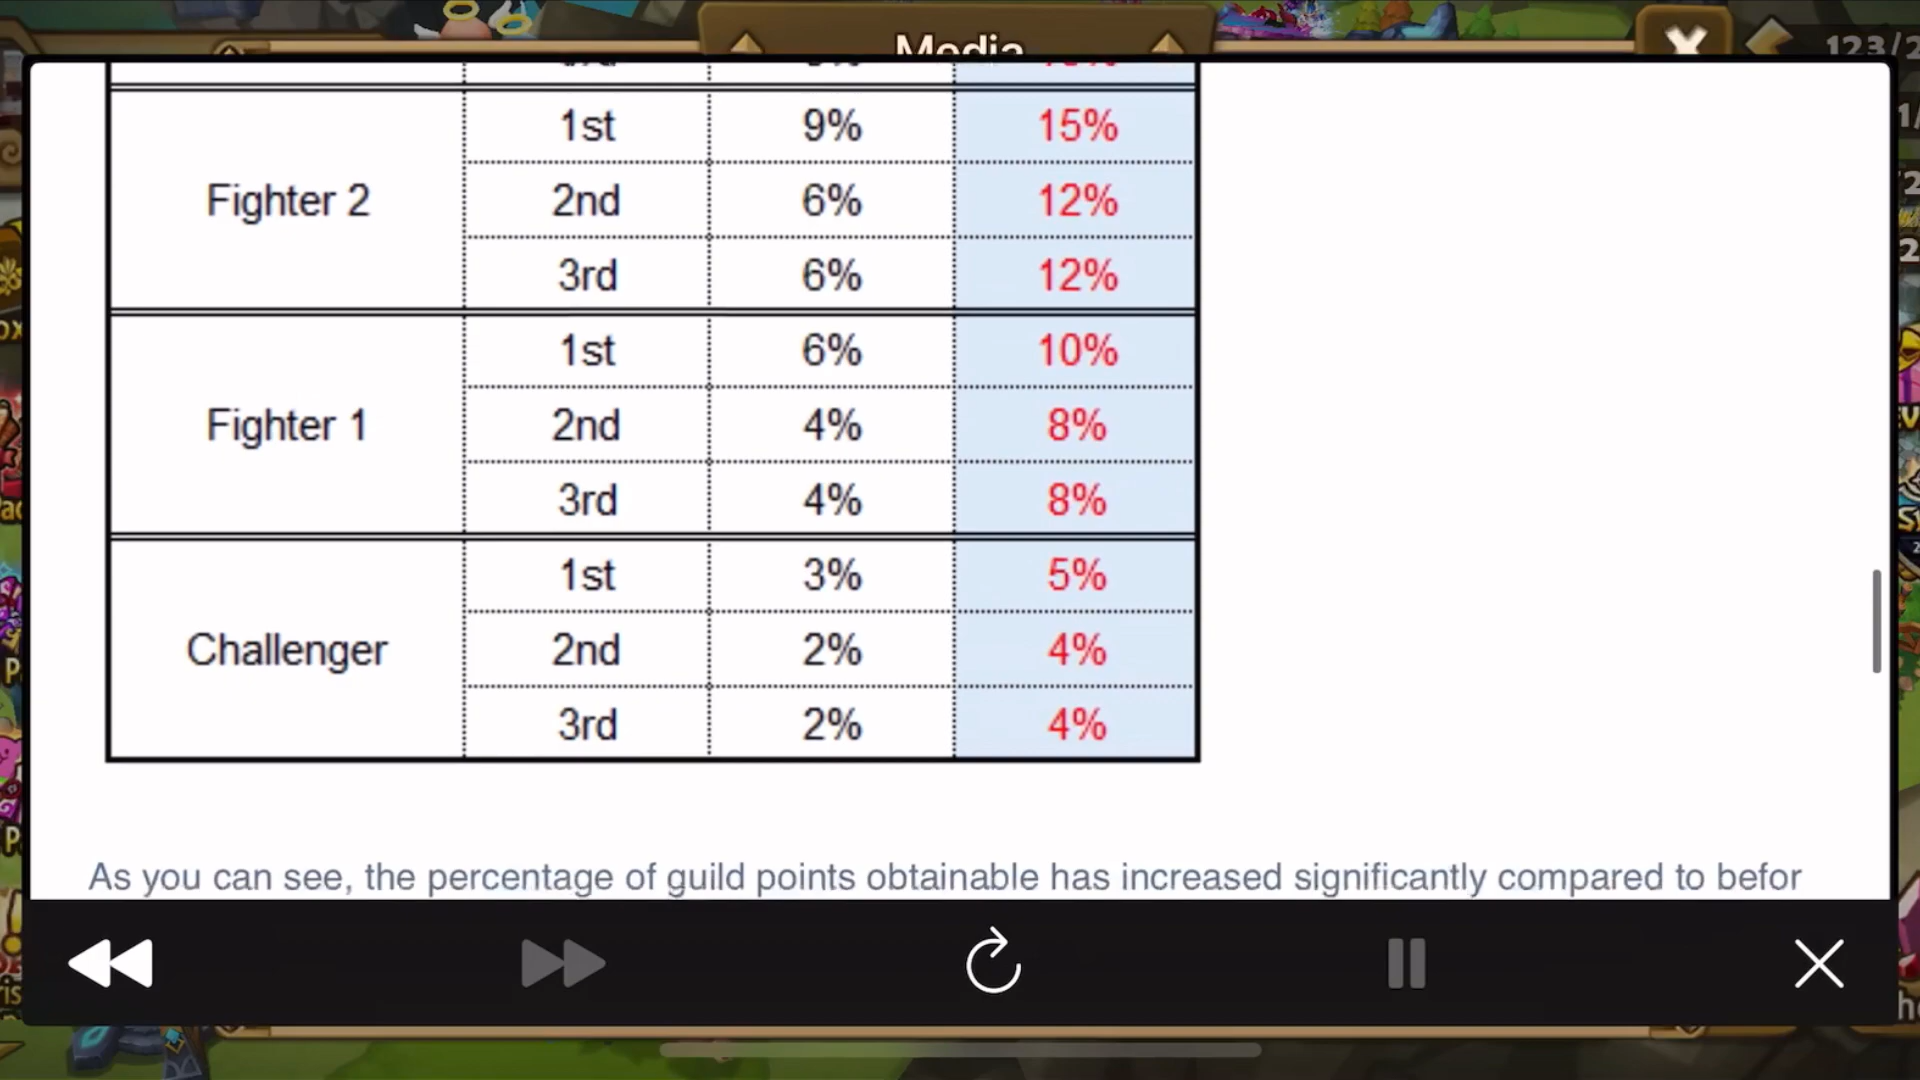 Media
123/2
1st 9% 15%
Fighter 2 2nd 6% 12%
3rd 6% 12%
1st 6% 10%
Fighter 1 2nd 4% 8%
3rd 4% 8%
1st 3% 5%
Challenger 2nd 2% 4%
3rd 2% 4%
As you can see, the percentage of guild points obtainable has increased significantly compared to befor